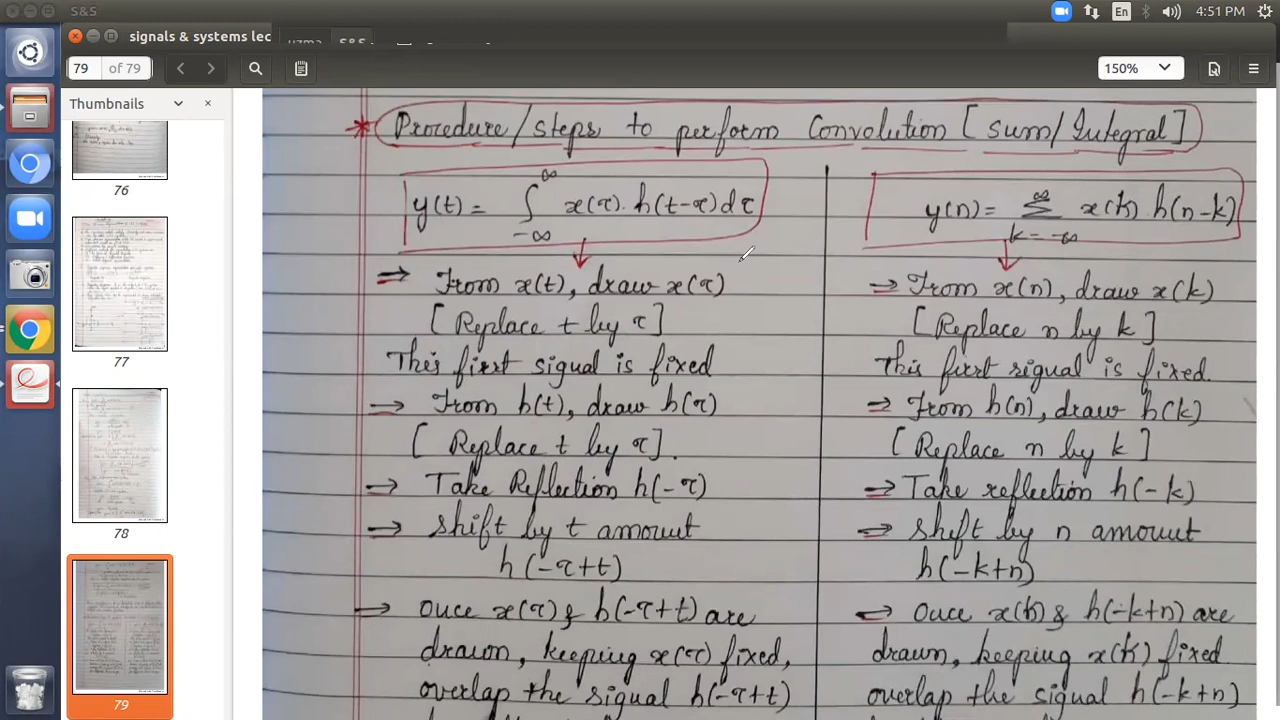 S&S
En
4:51 PM
signals & systems lec
S&S
79 of 79
150%
Thumbnails
76
77
78
79
* Procedure/steps to perform Convolution [sum/Integral]
y(t) = ∫_{-∞}^{∞} x(τ). h(t-τ)dτ
⇒ From x(t), draw x(τ)
[Replace t by τ]
This first signal is fixed
→ From h(t), draw h(τ)
[Replace t by τ].
→ Take Reflection h(-τ)
→ shift by t amount
h(-τ+t)
→ Once x(τ) & h(-τ+t) are
drawn, keeping x(τ) fixed,
overlap the signal h(-τ+t)
y(n) = ∑_{k=-∞}^{∞} x(k). h(n-k)
⇒ From x(n), draw x(k)
[Replace n by k]
This first signal is fixed.
⇒ From h(n), draw h(k)
[Replace n by k]
⇒ Take reflection h(-k)
⇒ shift by n amount
h(-k+n)
⇒ Once x(k) & h(-k+n) are
drawn, keeping x(k) fixed
overlap the signal h(-k+n)